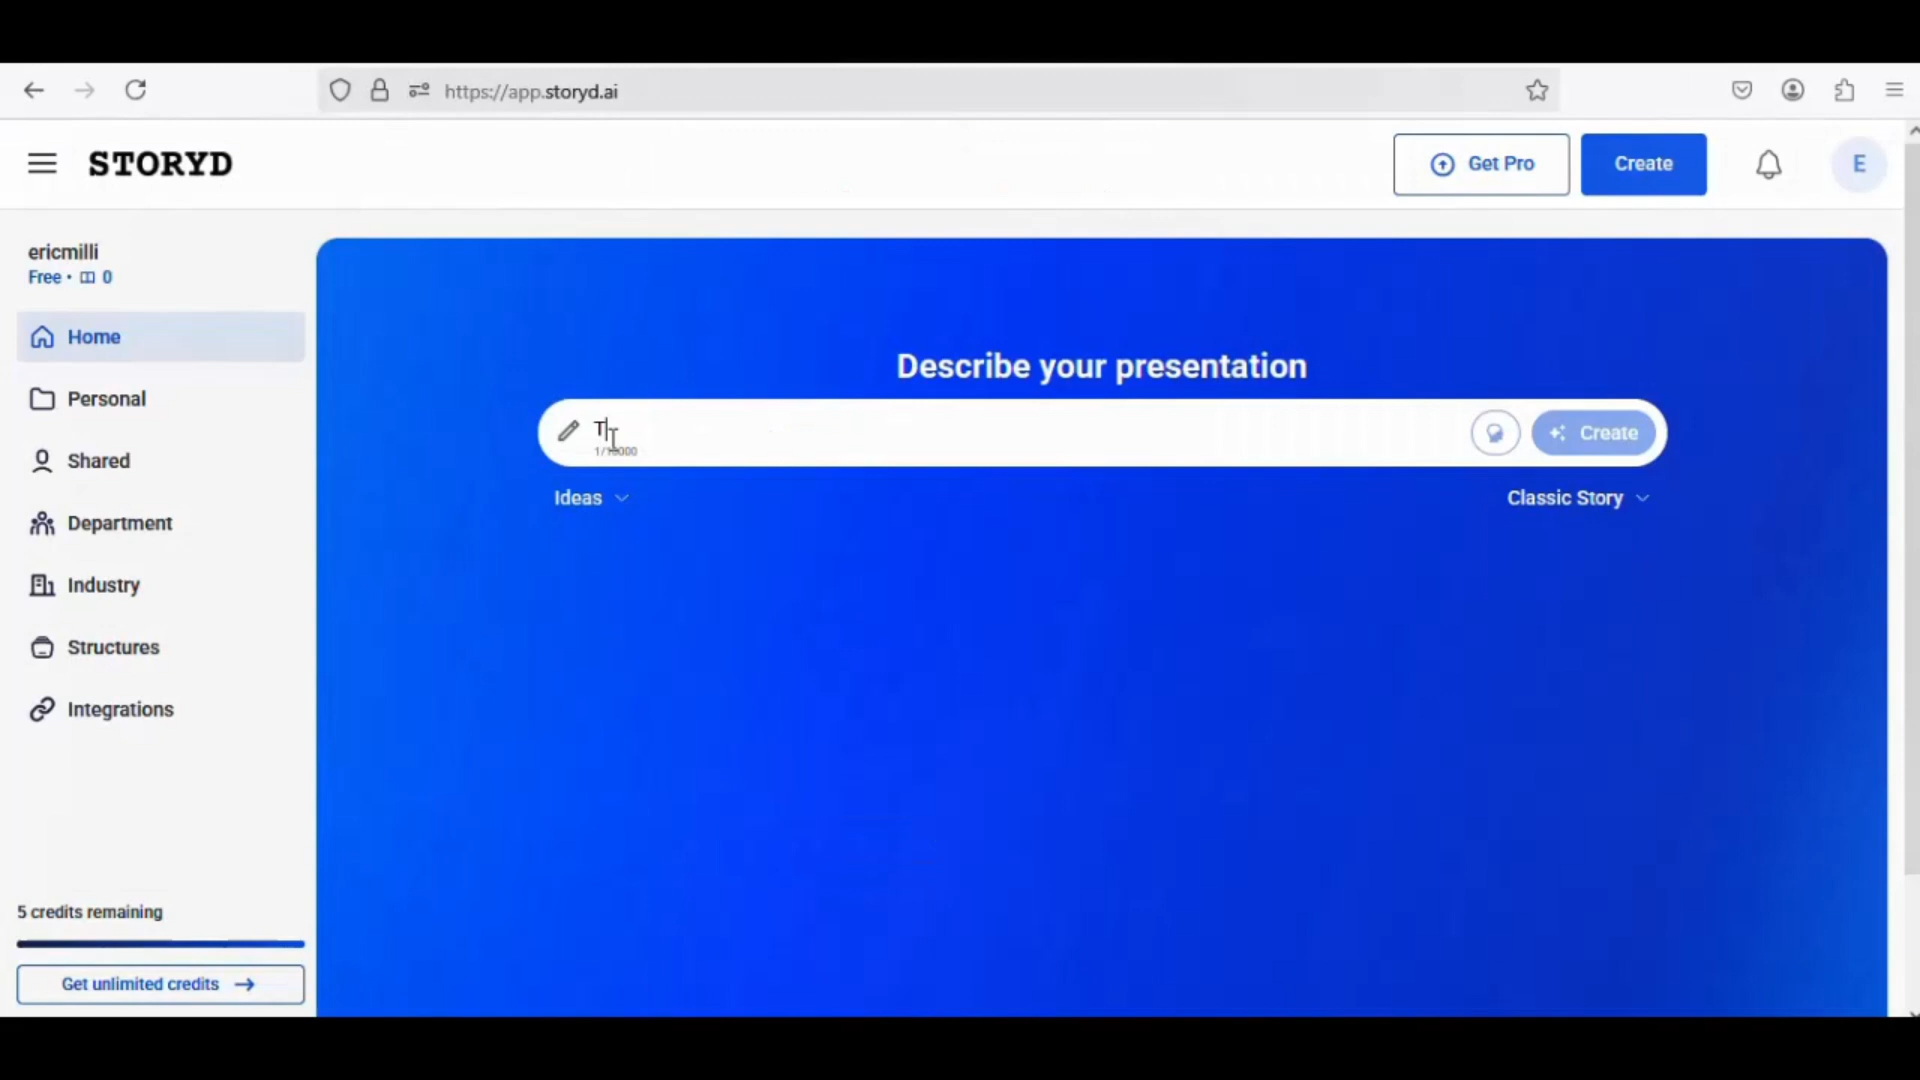 https://app.storyd.ai
STORYD
Get Pro
Create
E
ericmilli
Free • 0
Home
Personal
Shared
Department
Industry
Structures
Integrations
Describe your presentation
T
Create
Ideas
Classic Story
5 credits remaining
Get unlimited credits